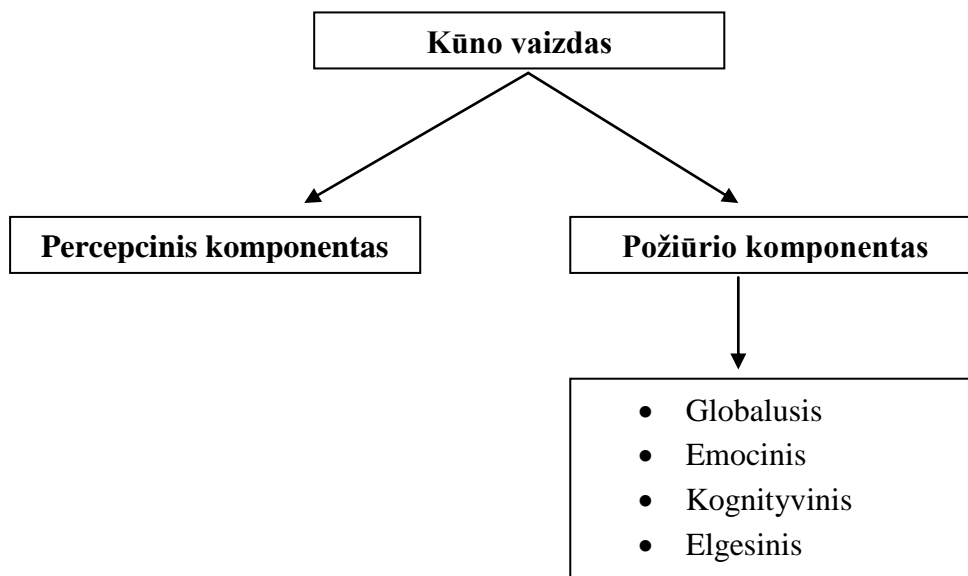 Kūno vaizdas
Percepcinis komponentas
Požiūrio komponentas
• Globalusis
• Emocinis
• Kognityvinis
• Elgesinis